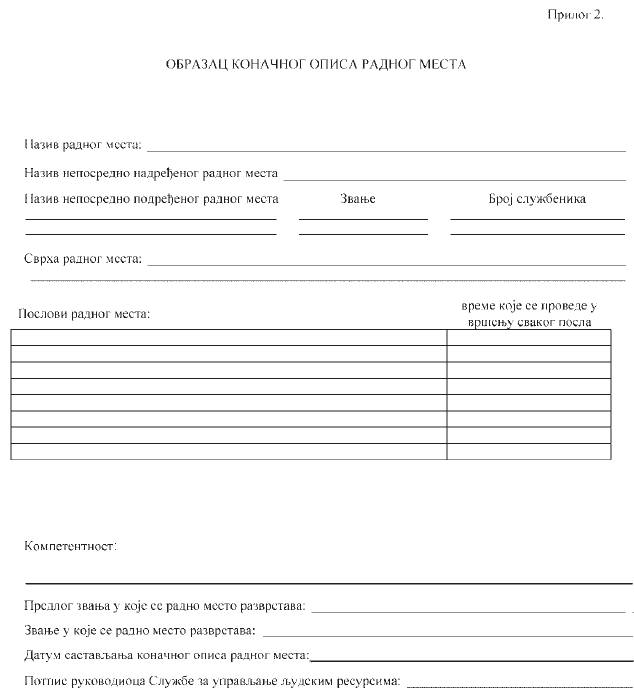 Прилог 2.
ОБРАЗАЦ КОНАЧНОГ ОПИСА РАДНОГ МЕСТА
Назив радног места:
Назив непосредно надређеног радног места
Назив непосредно подређеног радног места Звање Број службеника
Сврха радног места:
Послови радног места:
време које се проведе у
вршењу сваког посла
Компетентност:
Предлог звања у које се радно место разврстава:
Звање у које се радно место разврстава:
Датум састављања коначног описа радног места:
Потпис руководиоца Службе за управљање људским ресурсима: